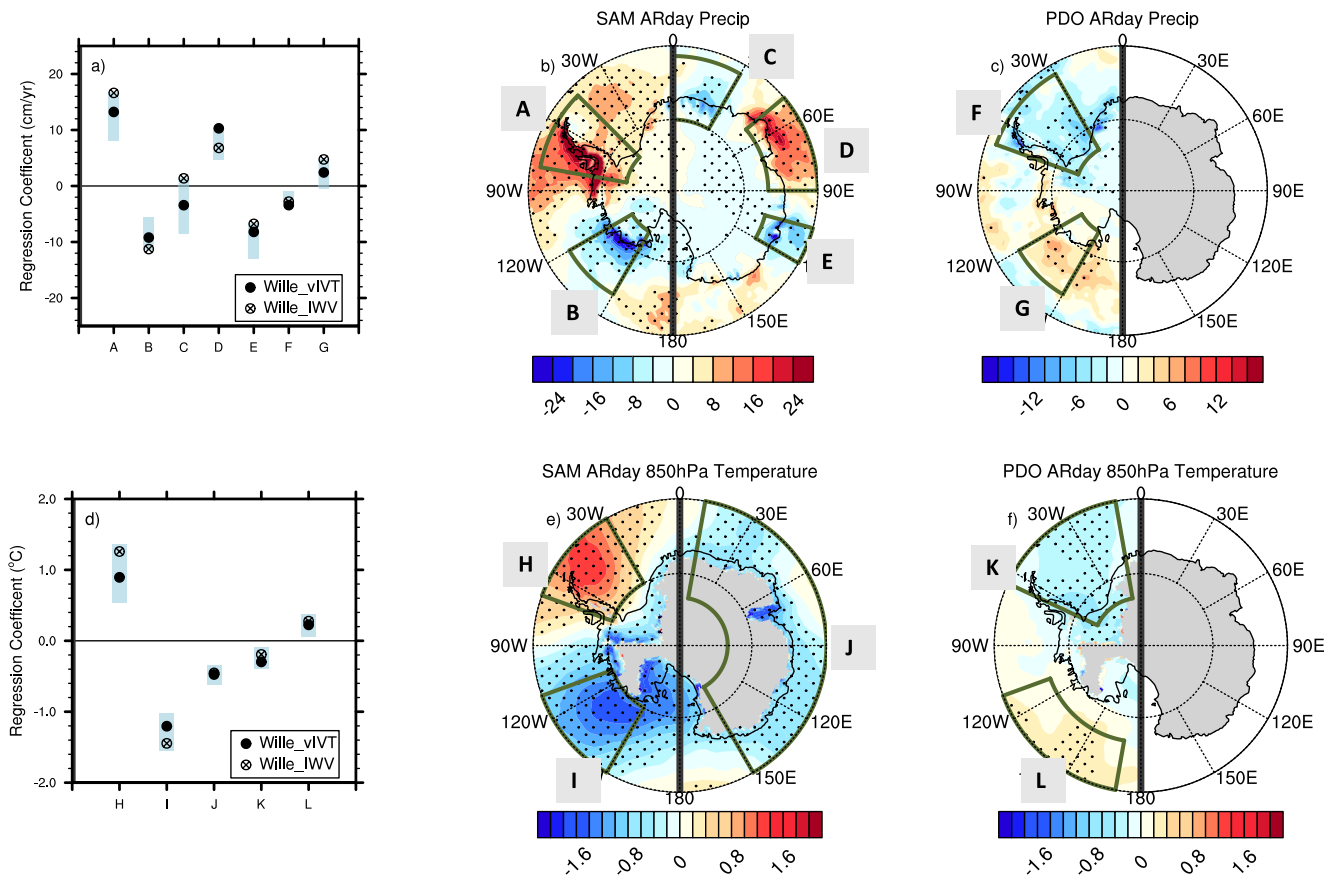 SAM ARday Precip
PDO ARday Precip
a)
Regression Coefficent (cm/yr)
20
10
0
-10
-20
Wille_vIVT
Wille_IWV
A B C D E F G
b)
0
30W
60E
90W
90E
120W
150E
180
A
B
C
D
E
-24 -16 -8 0 8 16 24
c)
0
30W
30E
60E
90W
90E
120W
120E
150E
180
F
G
-12 -6 0 6 12
SAM ARday 850hPa Temperature
PDO ARday 850hPa Temperature
d)
Regression Coefficent (°C)
2.0
1.0
0.0
-1.0
-2.0
Wille_vIVT
Wille_IWV
H I J K L
e)
0
30W
30E
60E
90W
120W
120E
150E
180
H
I
J
-1.6 -0.8 0 0.8 1.6
f)
0
30W
30E
60E
90W
90E
120W
120E
150E
180
K
L
-1.6 -0.8 0 0.8 1.6